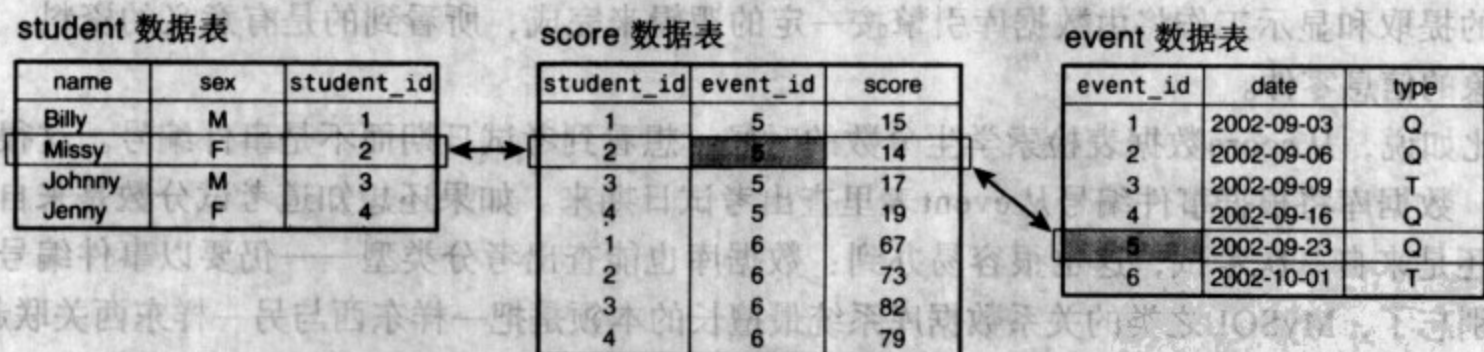 student 数据表
name sex student_id
Billy M 1
Missy F 2
Johnny M 3
Jenny F 4
score 数据表
student_id event_id score
1 5 15
2 5 14
3 5 17
4 5 19
1 6 67
2 6 73
3 6 82
4 6 79
event 数据表
event_id date type
1 2002-09-03 Q
2 2002-09-06 Q
3 2002-09-09 T
4 2002-09-16 Q
5 2002-09-23 Q
6 2002-10-01 T